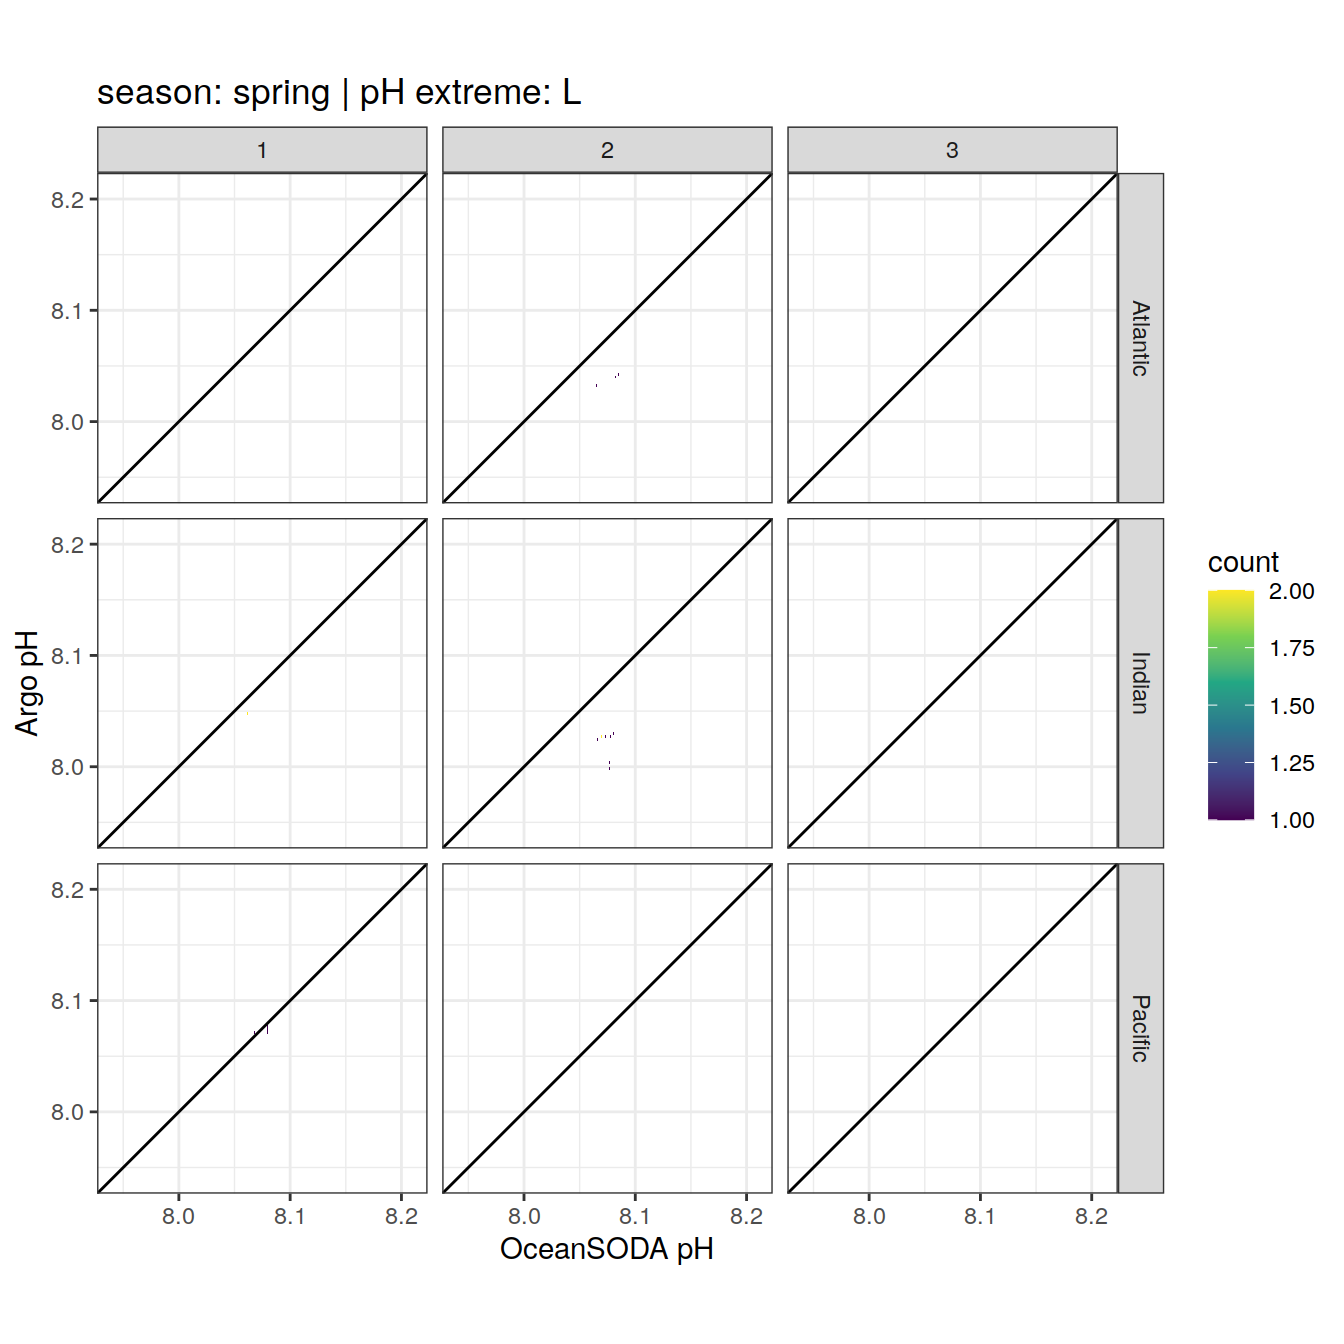 season: spring | pH extreme: L
1 2 3
8.2
8.1
8.0
Atlantic
8.2
8.1
8.0
Indian
8.2
8.1
8.0
Pacific
8.0 8.1 8.2 8.0 8.1 8.2 8.0 8.1 8.2
OceanSODA pH
Argo pH
count
2.00
1.75
1.50
1.25
1.00